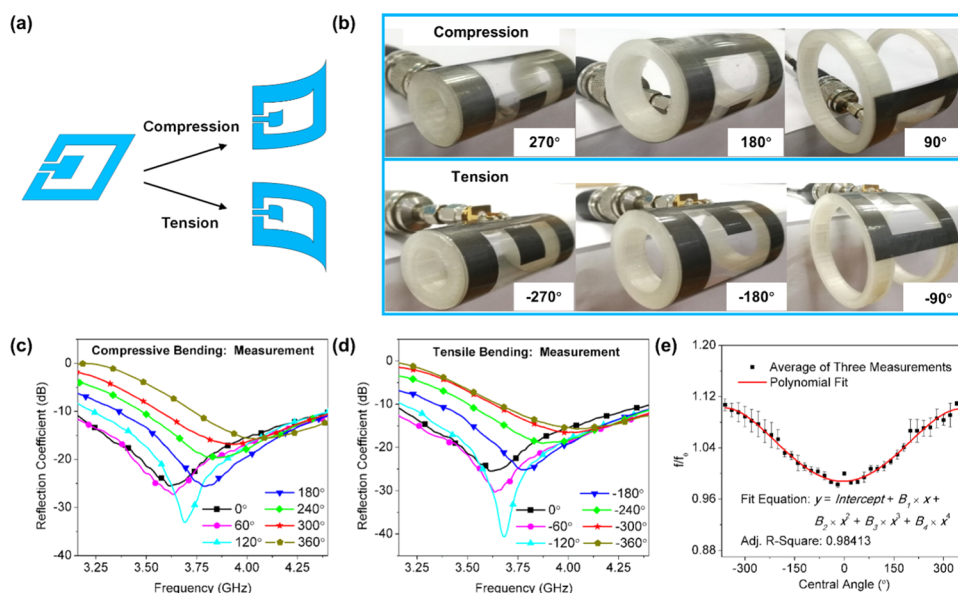 (a)
Compression
Tension
(b)
Compression
270°
180°
90°
Tension
-270°
-180°
-90°
(c)
Compressive Bending: Measurement
Reflection Coefficient (dB)
0
-10
-20
-30
-40
3.25
3.50
3.75
4.00
4.25
Frequency (GHz)
0°
60°
120°
180°
240°
300°
360°
(d)
Tensile Bending: Measurement
Reflection Coefficient (dB)
0
-10
-20
-30
-40
3.25
3.50
3.75
4.00
4.25
Frequency (GHz)
0°
-60°
-120°
-180°
-240°
-300°
-360°
(e)
1.20
1.12
1.04
0.96
0.88
f/f₀
Average of Three Measurements
Polynomial Fit
Fit Equation: y = Intercept + B₁ × x +
B₂ × x² + B₃ × x³ + B₄ × x⁴
Adj. R-Square: 0.98413
-300
-150
0
150
300
Central Angle (°)